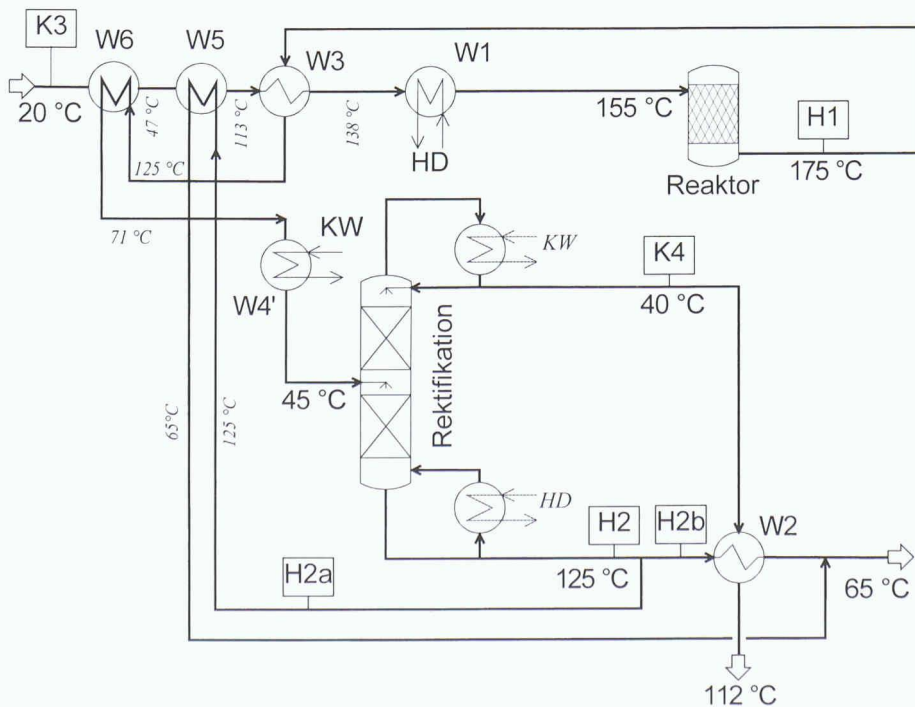 K3
W6
W5
W3
W1
20 °C
47 °C
113 °C
138 °C
155 °C
H1
HD
175 °C
Reaktor
125 °C
71 °C
KW
KW
K4
W4'
40 °C
45 °C
Rektifikation
65°C
125 °C
HD
H2
H2b
W2
H2a
125 °C
65 °C
112 °C